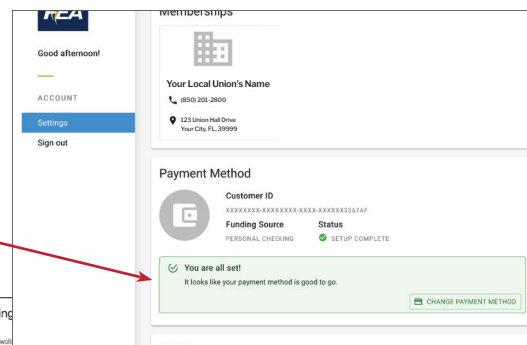 FEA
Good afternoon!
ACCOUNT
Settings
Sign out
Memberships
Your Local Union's Name
(850) 201-2800
123 Union Hall Drive
Your City, FL, 39999
Payment Method
Customer ID
XXXXXXXX-XXXXXXXX-XXXX-XXXXXX3367AF
Funding Source Status
PERSONAL CHECKING SETUP COMPLETE
You are all set!
It looks like your payment method is good to go.
CHANGE PAYMENT METHOD